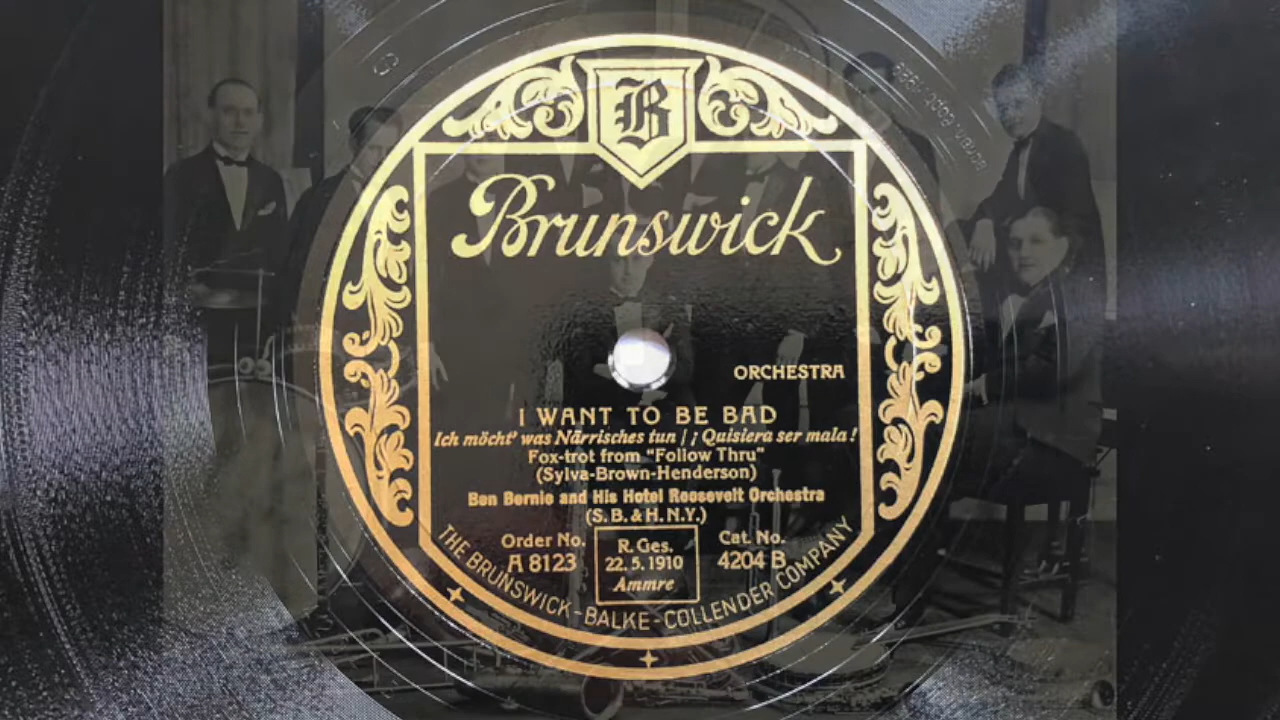 B
Brunswick
ORCHESTRA
I WANT TO BE BAD
Ich möcht' was Närrisches tun / ¡ Quisiera ser mala!
Fox-trot from "Follow Thru"
(Sylva-Brown-Henderson)
Ben Bernie and His Hotel Roosevelt Orchestra
(S. B. & H. N.Y.)
Order No.
A 8123
R. Ges.
22. 5. 1910
Ammre
Cat. No.
4204 B
THE BRUNSWICK-BALKE-COLLENDER COMPANY